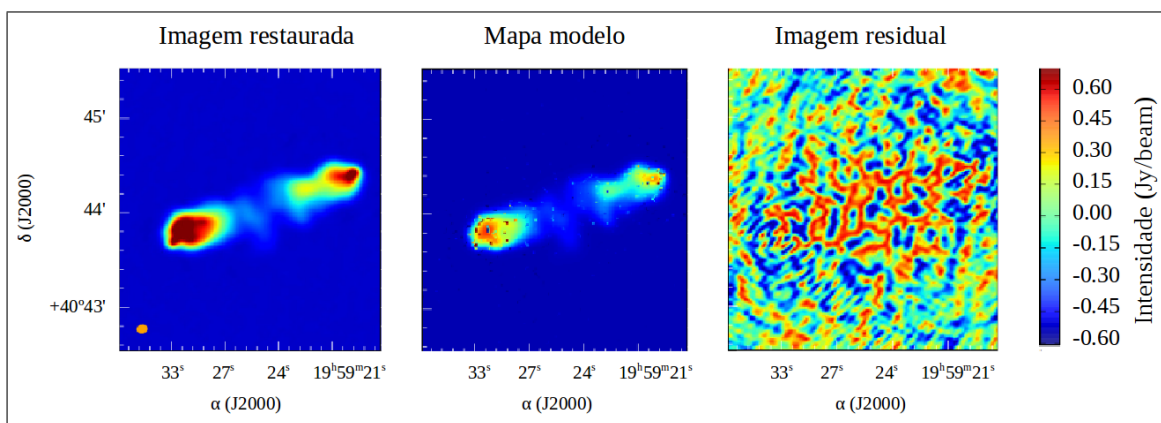 Imagem restaurada
Mapa modelo
Imagem residual
45'
44'
+40°43'
δ (J2000)
33ˢ 27ˢ 24ˢ 19ʰ59ᵐ21ˢ
α (J2000)
33ˢ 27ˢ 24ˢ 19ʰ59ᵐ21ˢ
α (J2000)
33ˢ 27ˢ 24ˢ 19ʰ59ᵐ21ˢ
α (J2000)
0.60
0.45
0.30
0.15
0.00
-0.15
-0.30
-0.45
-0.60
Intensidade (Jy/beam)